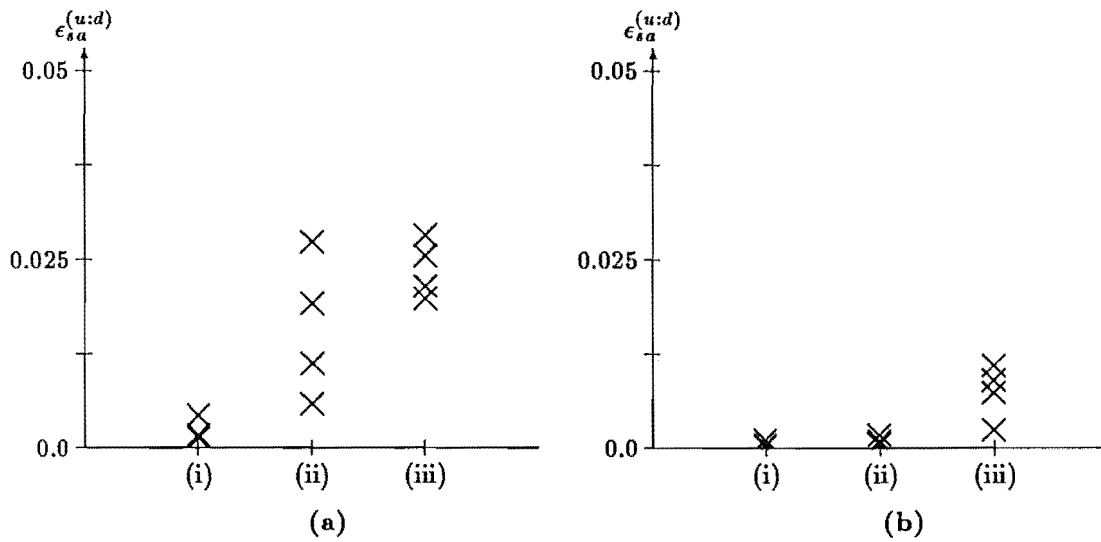 ϵ_{sa}^{(u:d)}
0.05
0.025
0.0
(i) (ii) (iii)
(a)
ϵ_{sa}^{(u:d)}
0.05
0.025
0.0
(i) (ii) (iii)
(b)